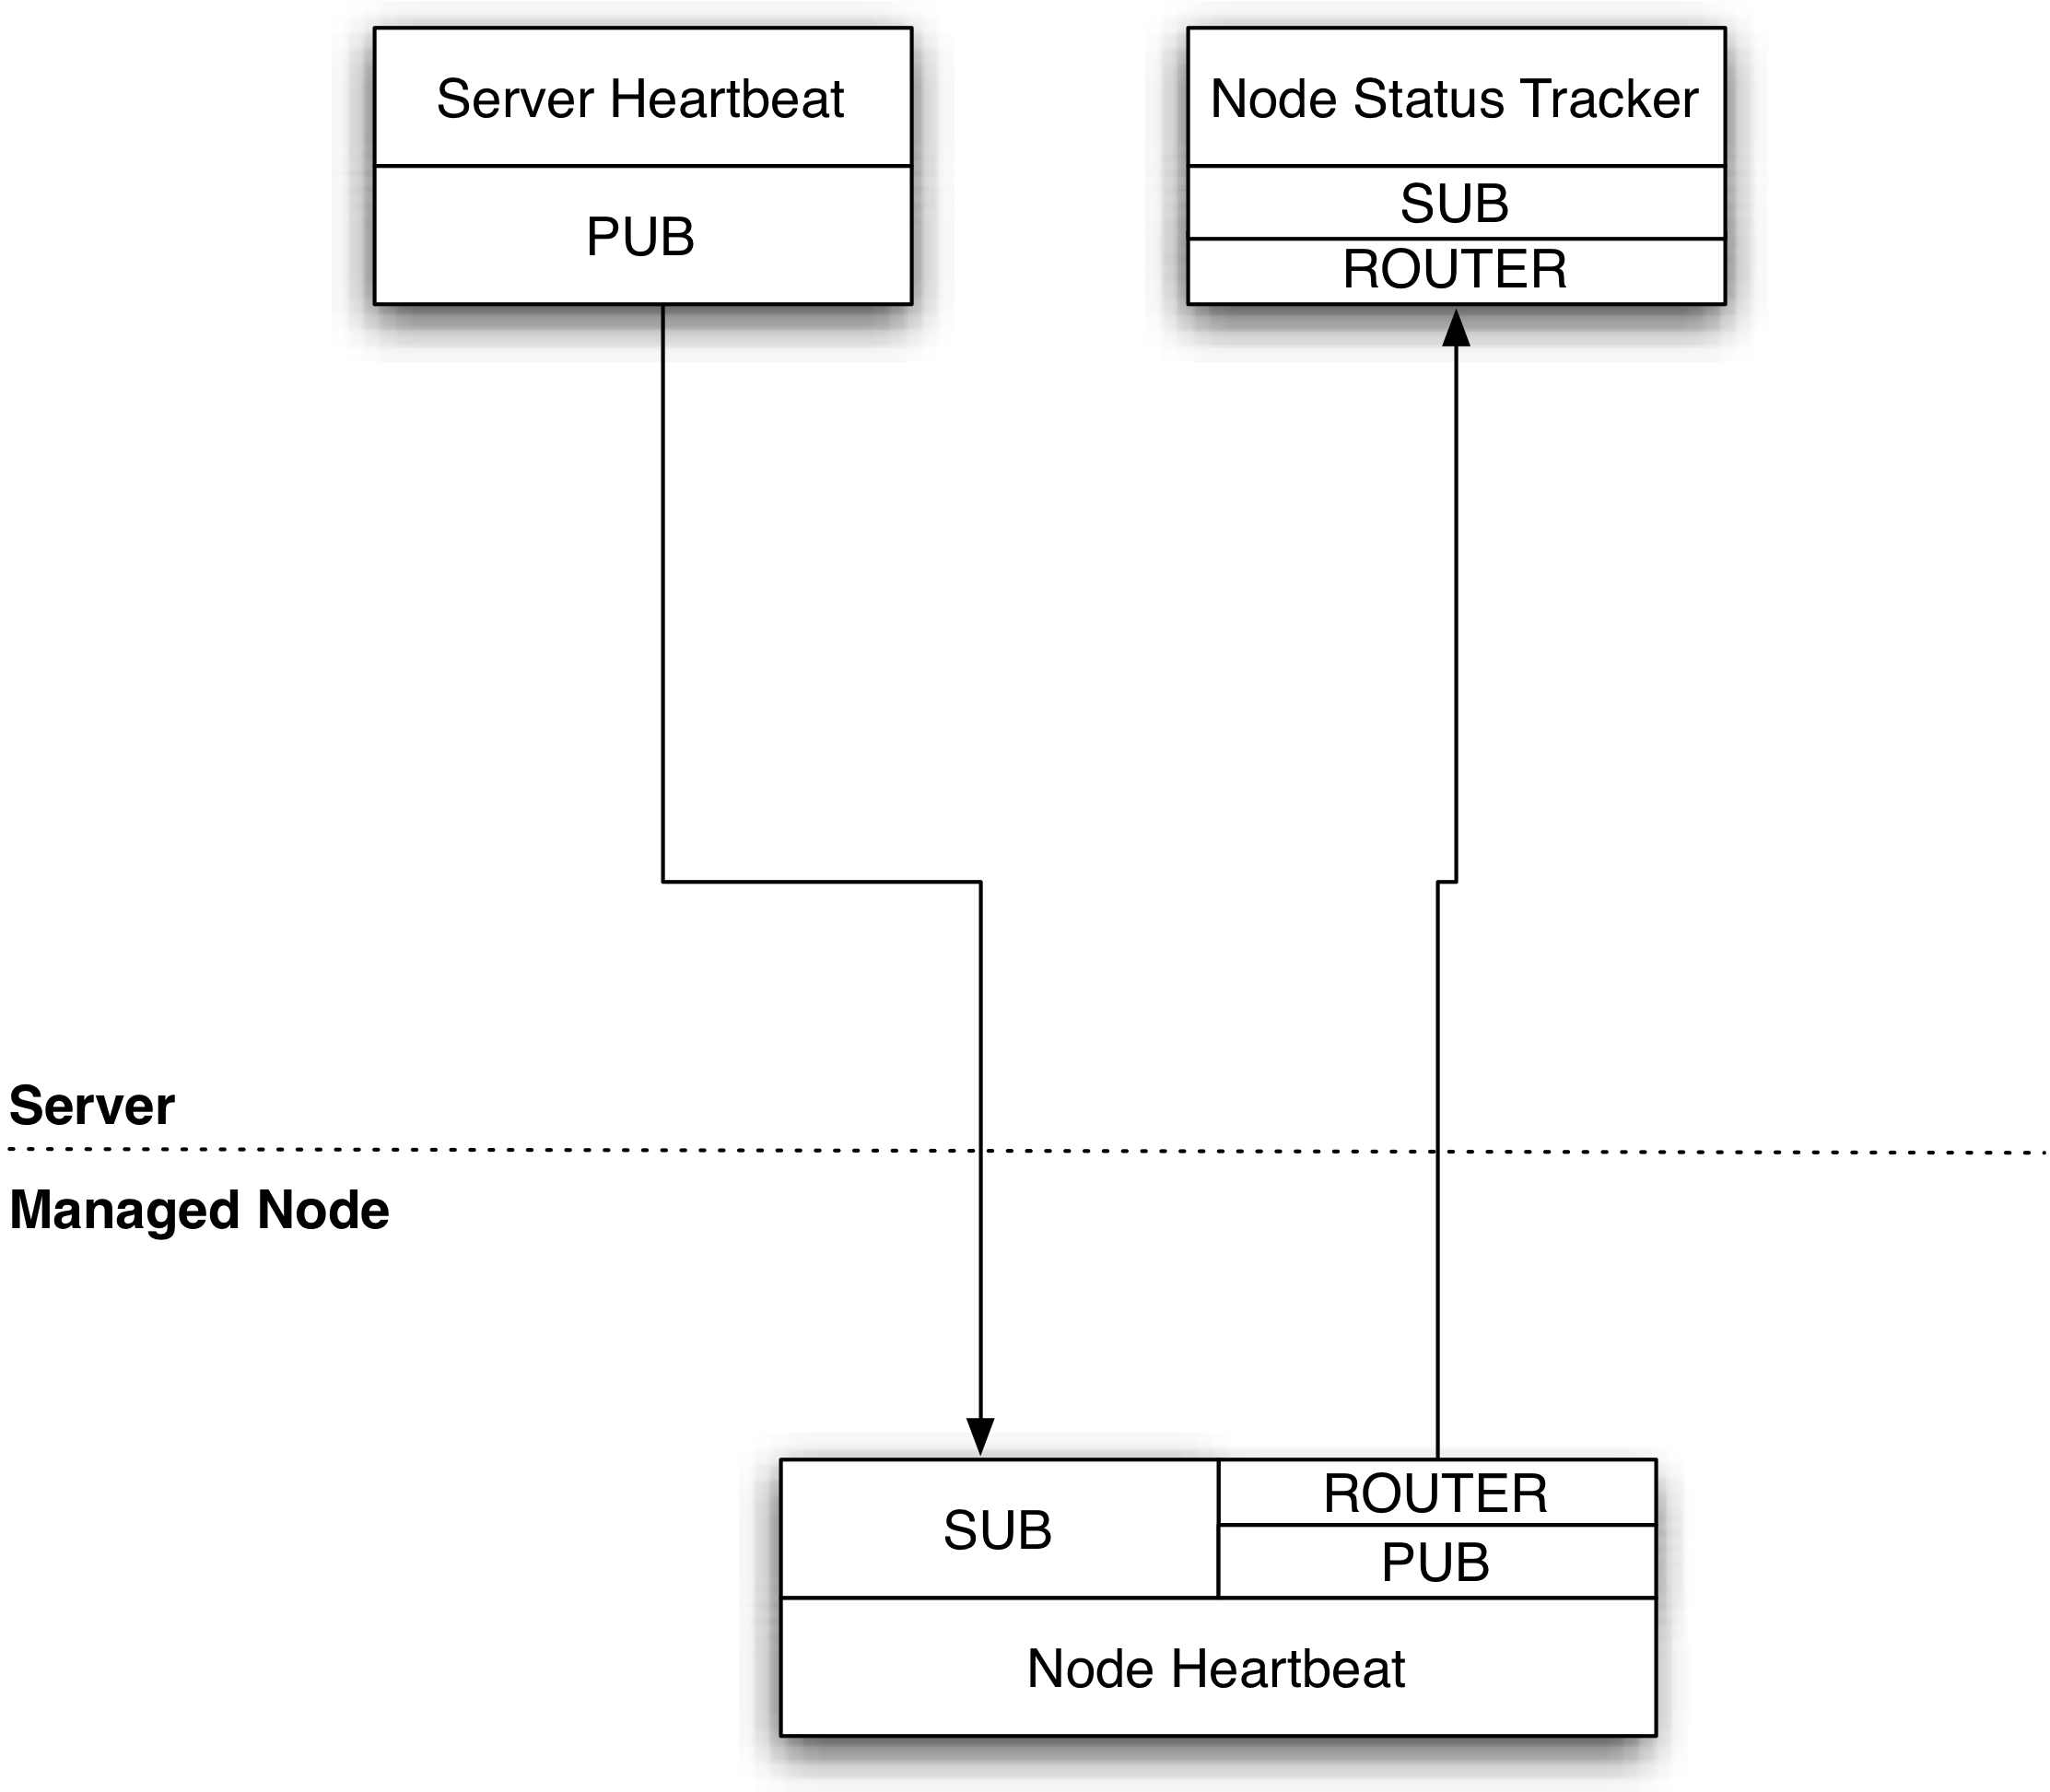 Server Heartbeat
PUB
Node Status Tracker
SUB
ROUTER
Server
Managed Node
SUB
ROUTER
PUB
Node Heartbeat